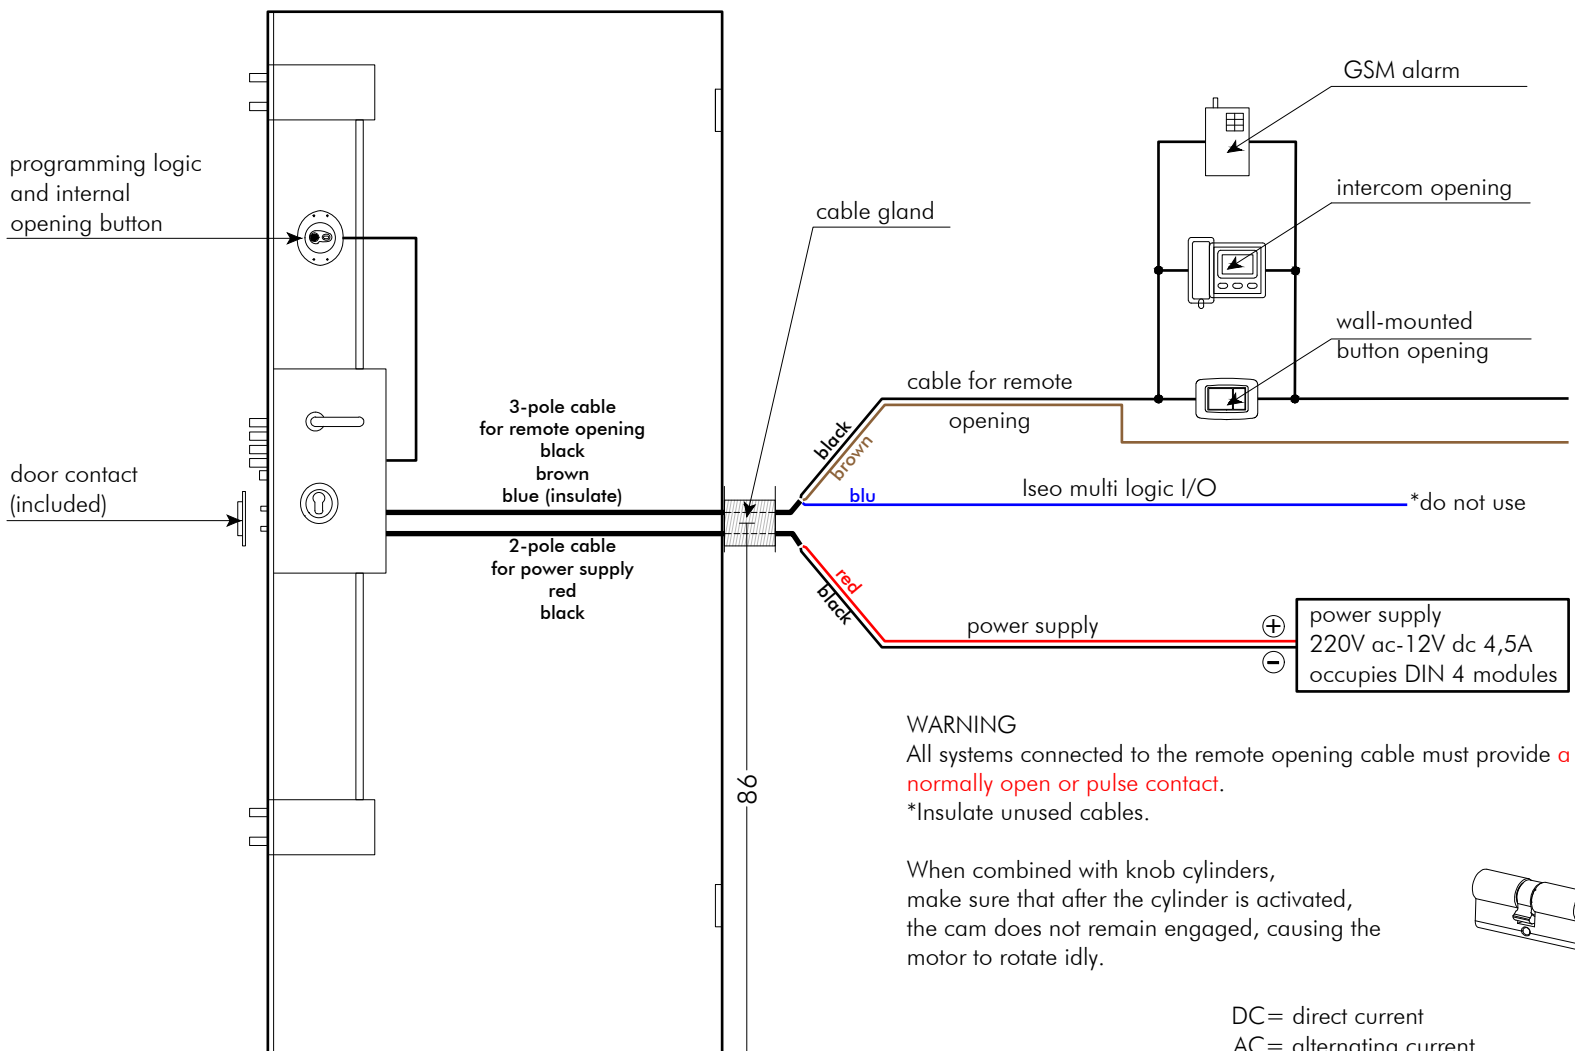 GSM alarm
programming logic
and internal
opening button
intercom opening
cable gland
wall-mounted
button opening
cable for remote
opening
3-pole cable
for remote opening
black
brown
blue (insulate)
black
brown
door contact
(included)
blu
Iseo multi logic I/O
*do not use
2-pole cable
for power supply
red
black
red
black
power supply
+
−
power supply
220V ac-12V dc 4,5A
occupies DIN 4 modules
WARNING
All systems connected to the remote opening cable must provide a
normally open or pulse contact.
*Insulate unused cables.
86
When combined with knob cylinders,
make sure that after the cylinder is activated,
the cam does not remain engaged, causing the
motor to rotate idly.
DC= direct current
AC= alternating current